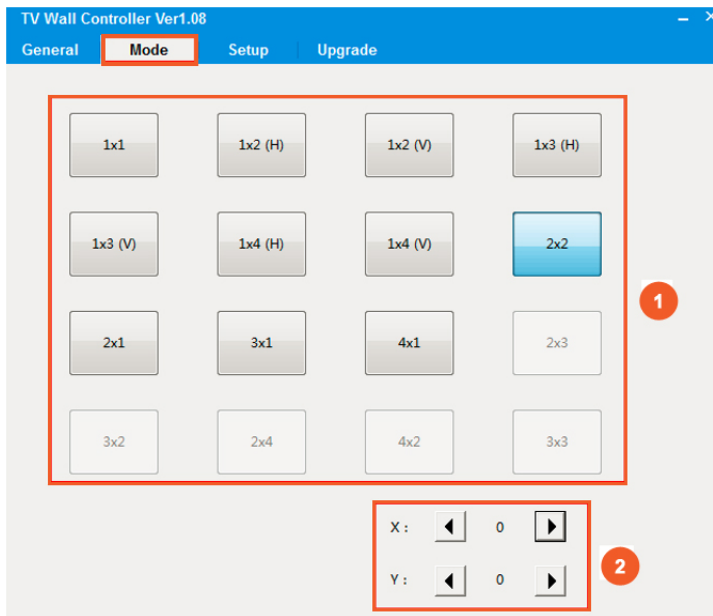 TV Wall Controller Ver1.08
General Mode Setup Upgrade
1x1 1x2 (H) 1x2 (V) 1x3 (H)
1x3 (V) 1x4 (H) 1x4 (V) 2x2
1
2x1 3x1 4x1 2x3
3x2 2x4 4x2 3x3
X : 0
2
Y : 0